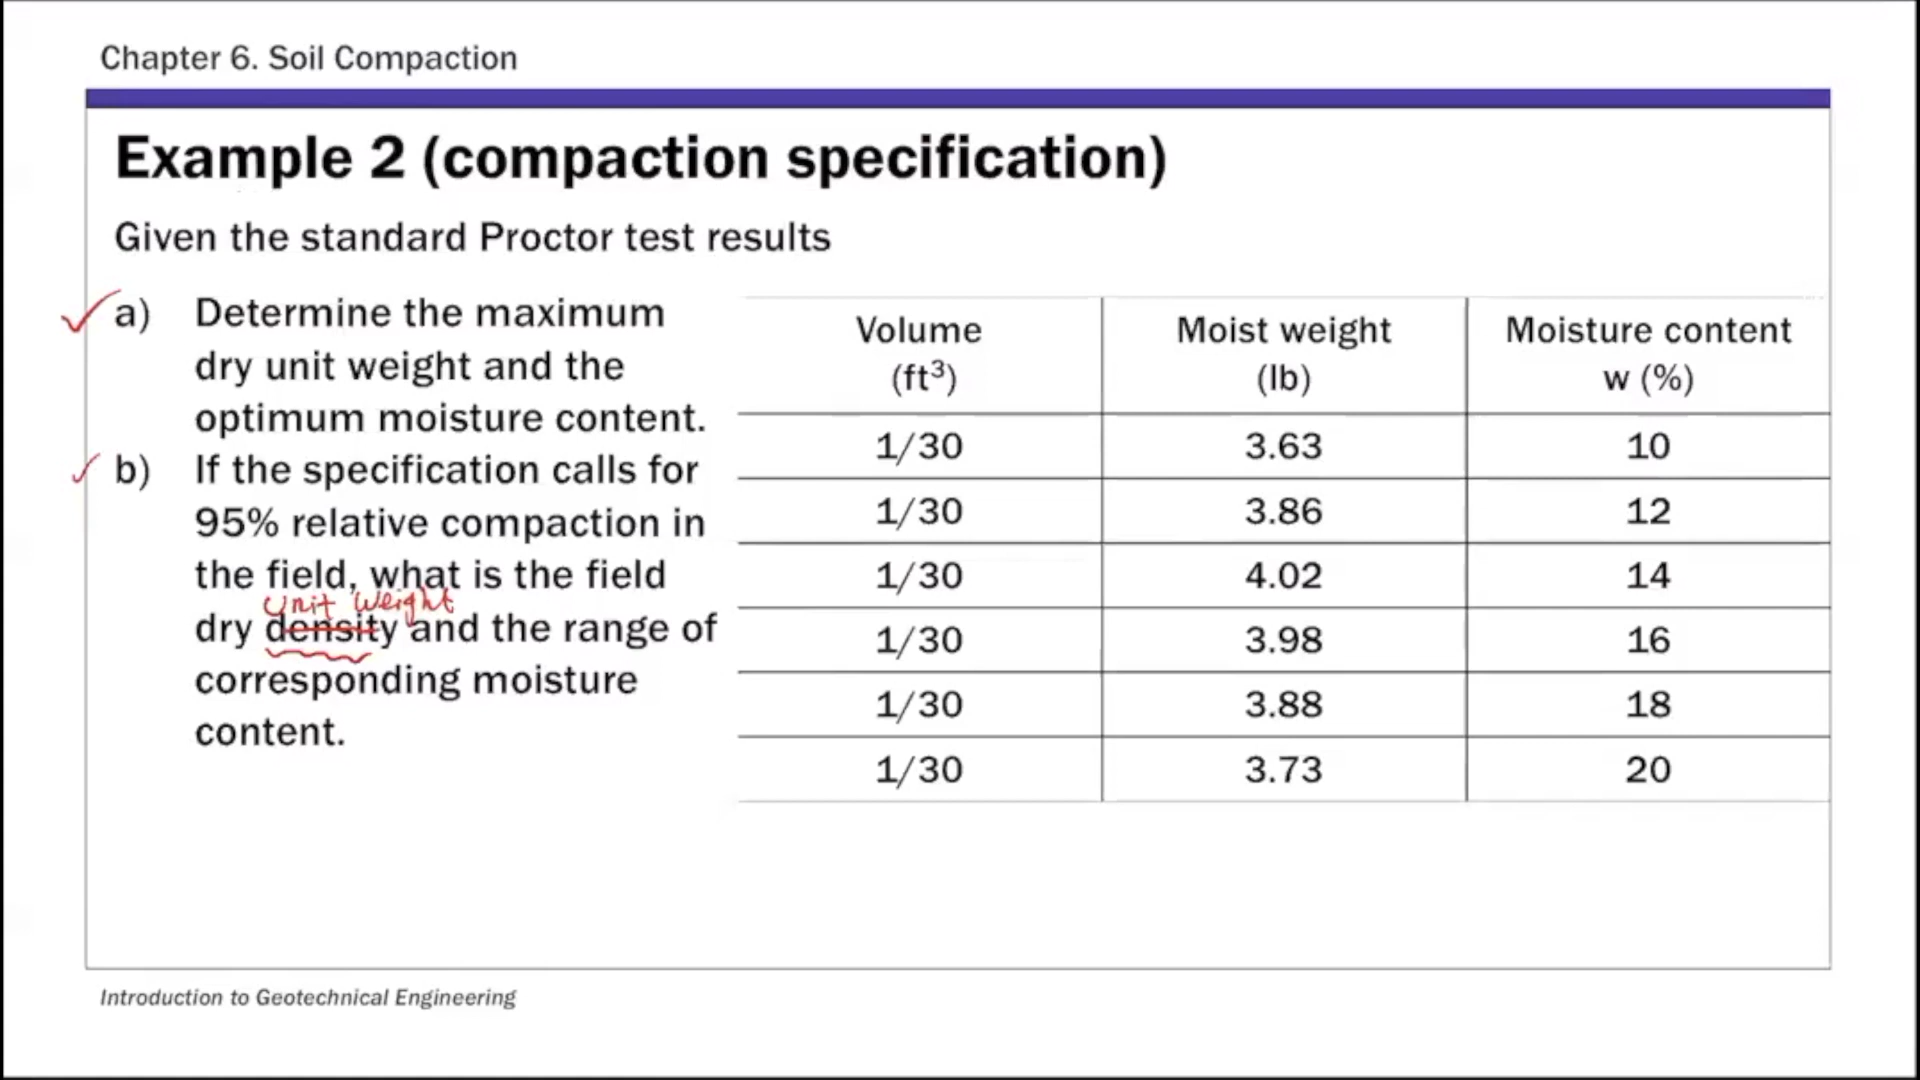 Chapter 6. Soil Compaction
Example 2 (compaction specification)
Given the standard Proctor test results
a) Determine the maximum
dry unit weight and the
optimum moisture content.
b) If the specification calls for
95% relative compaction in
the field, what is the field
unit weight
dry density and the range of
corresponding moisture
content.
Volume (ft³) Moist weight (lb) Moisture content w (%)
1/30 3.63 10
1/30 3.86 12
1/30 4.02 14
1/30 3.98 16
1/30 3.88 18
1/30 3.73 20
Introduction to Geotechnical Engineering